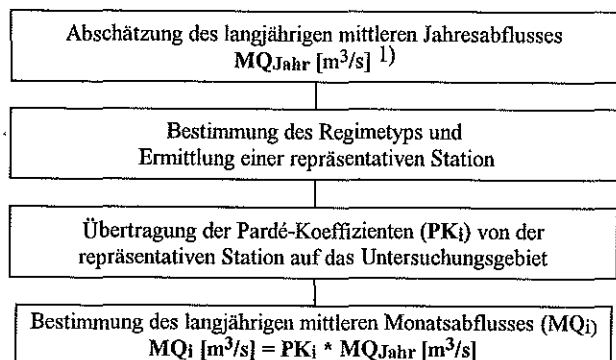 Abschätzung des langjährigen mittleren Jahresabflusses
MQJahr [m³/s] 1)
Bestimmung des Regimetyps und
Ermittlung einer repräsentativen Station
Übertragung der Pardé-Koeffizienten (PKi) von der
repräsentativen Station auf das Untersuchungsgebiet
Bestimmung des langjährigen mittleren Monatsabflusses (MQi)
MQi [m³/s] = PKi * MQJahr [m³/s]